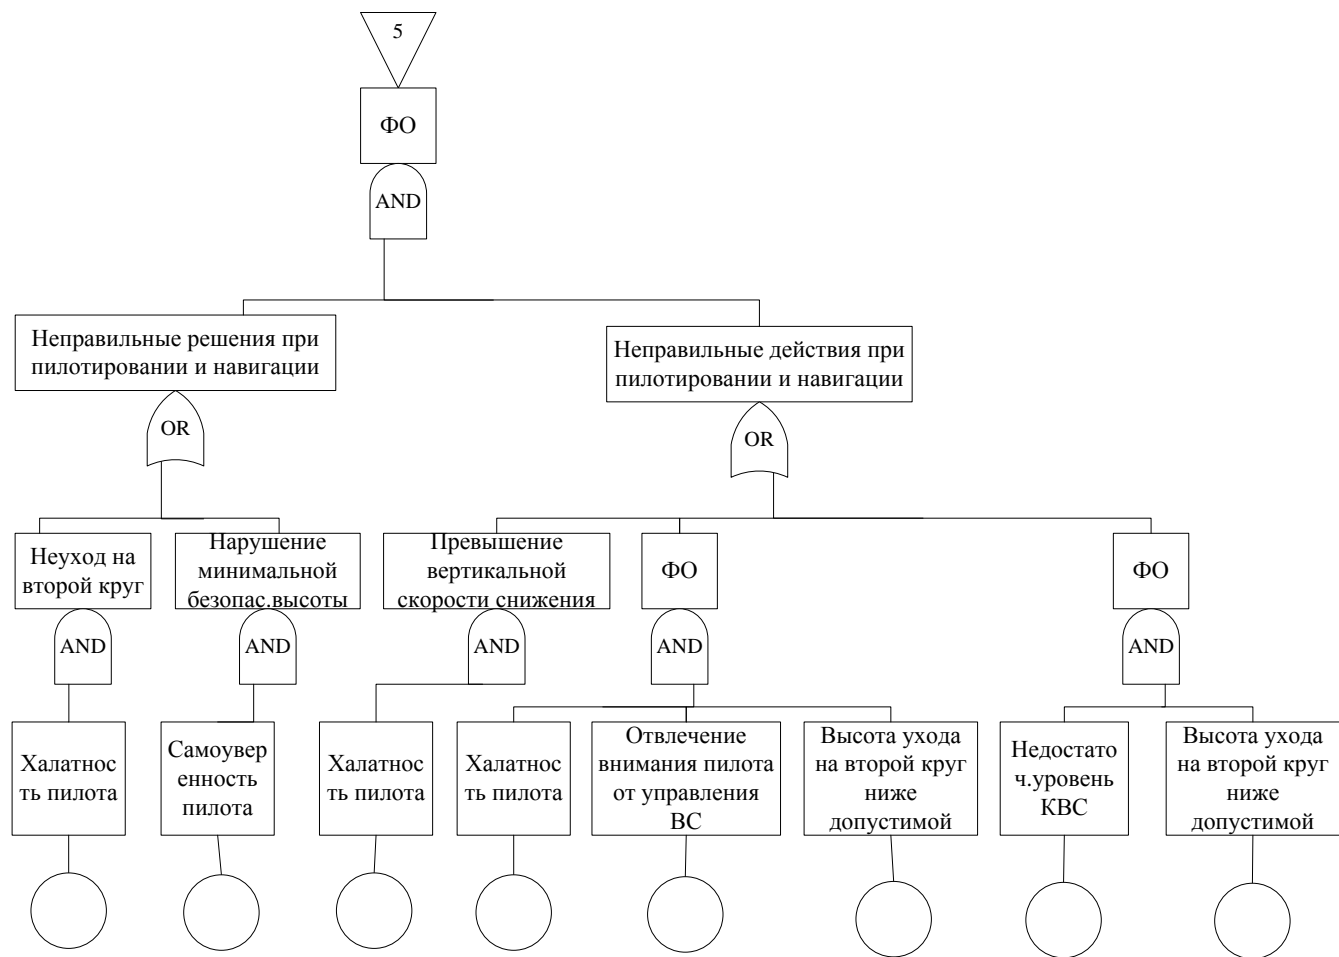 5
ФО
AND
Неправильные решения при
пилотировании и навигации
Неправильные действия при
пилотировании и навигации
OR
OR
Неуход на
второй круг
Нарушение
минимальной
безопас.высоты
Превышение
вертикальной
скорости снижения
ФО
ФО
AND
AND
AND
AND
AND
Халатнос
ть пилота
Самоувер
енность
пилота
Халатнос
ть пилота
Халатнос
ть пилота
Отвлечение
внимания пилота
от управления
ВС
Высота ухода
на второй круг
ниже
допустимой
Недостато
ч.уровень
КВС
Высота ухода
на второй круг
ниже
допустимой